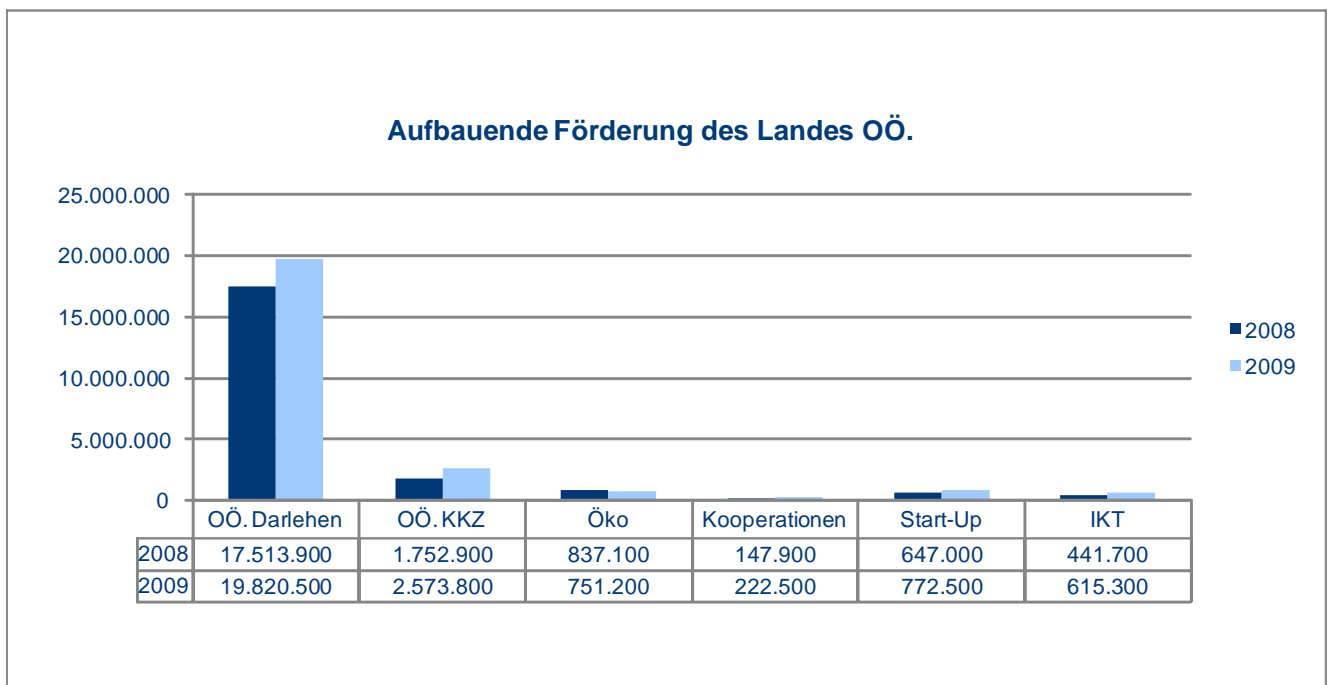 Aufbauende Förderung des Landes OÖ.
25.000.000
20.000.000
15.000.000
10.000.000
5.000.000
0
2008
2009
OÖ. Darlehen OÖ. KKZ Öko Kooperationen Start-Up IKT
2008 17.513.900 1.752.900 837.100 147.900 647.000 441.700
2009 19.820.500 2.573.800 751.200 222.500 772.500 615.300